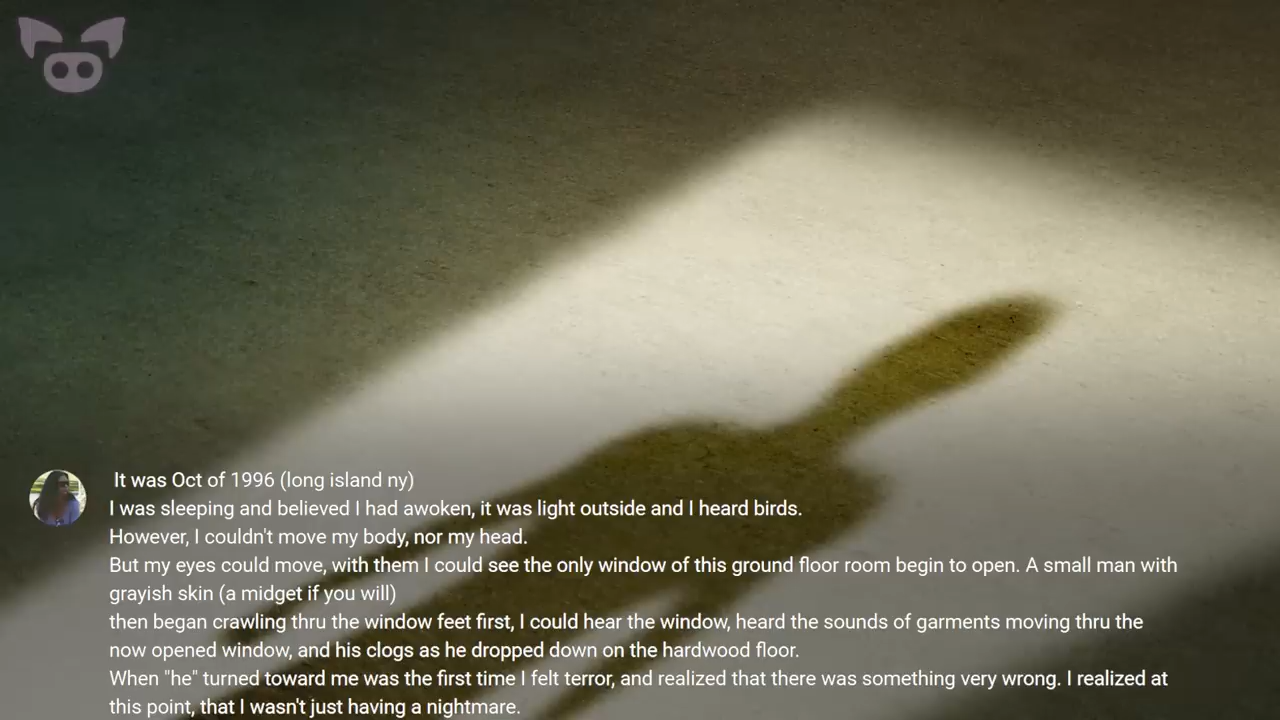 It was Oct of 1996 (long island ny)
I was sleeping and believed I had awoken, it was light outside and I heard birds.
However, I couldn't move my body, nor my head.
But my eyes could move, with them I could see the only window of this ground floor room begin to open. A small man with
grayish skin (a midget if you will)
then began crawling thru the window feet first, I could hear the window, heard the sounds of garments moving thru the
now opened window, and his clogs as he dropped down on the hardwood floor.
When "he" turned toward me was the first time I felt terror, and realized that there was something very wrong. I realized at
this point, that I wasn't just having a nightmare.